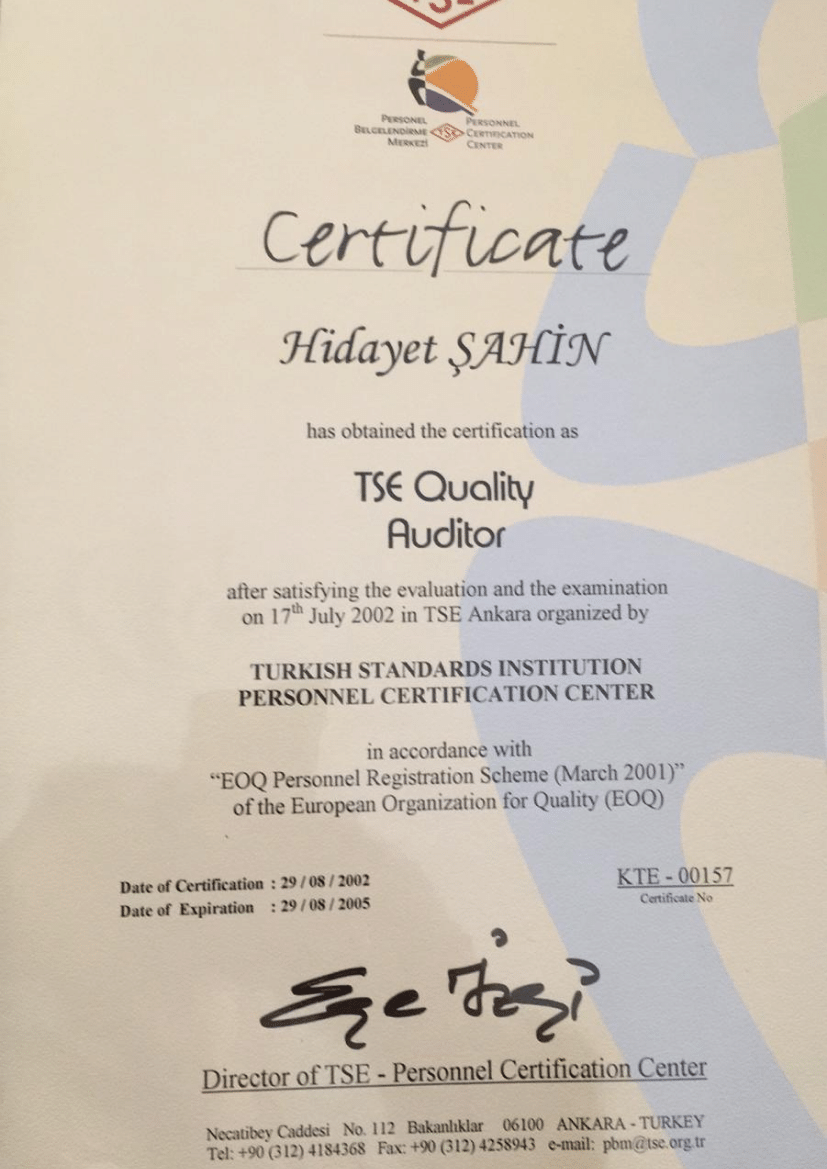 PERSONEL
BELGELENDİRME
MERKEZİ
TSE
PERSONNEL
CERTIFICATION
CENTER
Certificate
Hidayet ŞAHİN
has obtained the certification as
TSE Quality
Auditor
after satisfying the evaluation and the examination
on 17th July 2002 in TSE Ankara organized by
TURKISH STANDARDS INSTITUTION
PERSONNEL CERTIFICATION CENTER
in accordance with
“EOQ Personnel Registration Scheme (March 2001)”
of the European Organization for Quality (EOQ)
Date of Certification : 29 / 08 / 2002
Date of Expiration : 29 / 08 / 2005
KTE - 00157
Certificate No
Director of TSE - Personnel Certification Center
Necatibey Caddesi No. 112 Bakanlıklar 06100 ANKARA - TURKEY
Tel: +90 (312) 4184368 Fax: +90 (312) 4258943 e-mail: pbm@tse.org.tr